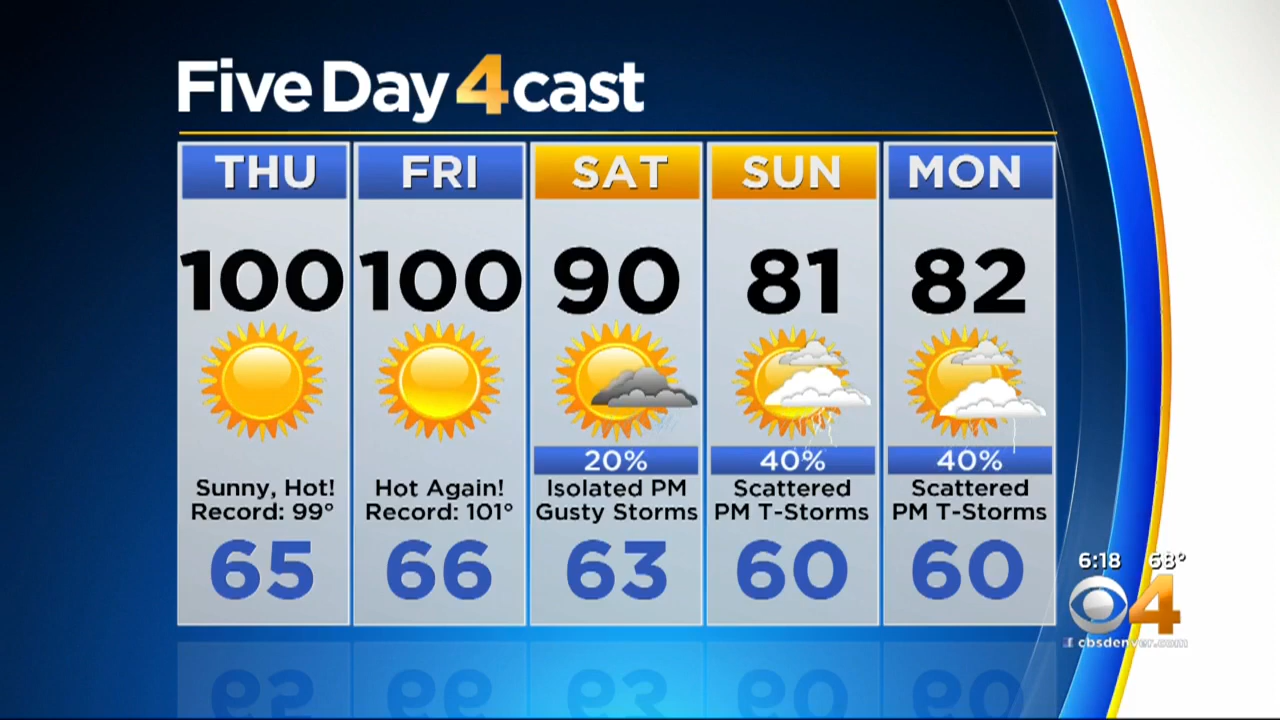 Five Day 4cast
THU
100
Sunny, Hot!
Record: 99°
65
FRI
100
Hot Again!
Record: 101°
66
SAT
90
20%
Isolated PM
Gusty Storms
63
SUN
81
40%
Scattered
PM T-Storms
60
MON
82
40%
Scattered
PM T-Storms
60
6:18 68°
4
cbsdenver.com